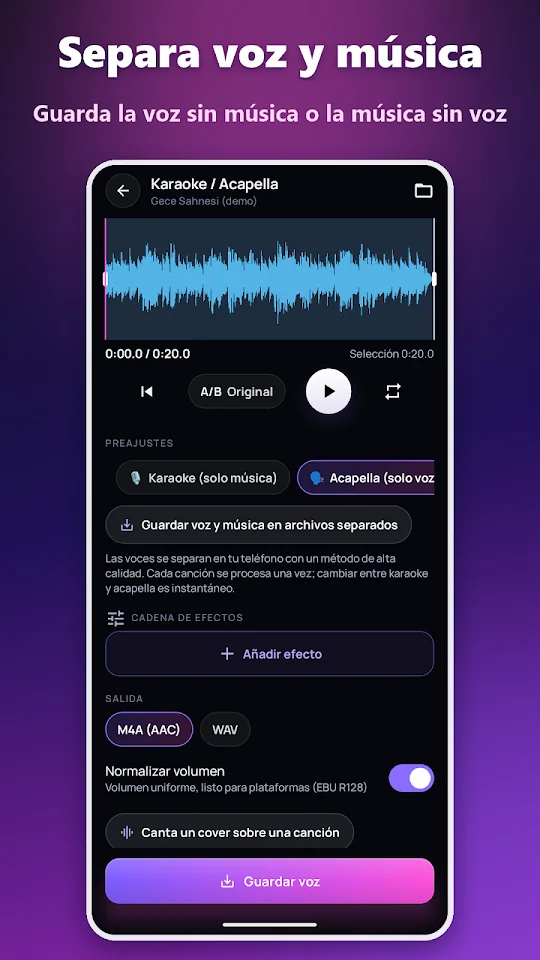 Separa voz y música
Guarda la voz sin música o la música sin voz
Karaoke / Acapella
Gece Sahnesi (demo)
0:00.0 / 0:20.0
Selección 0:20.0
A/B Original
PREAJUSTES
Karaoke (solo música)
Acapella (solo voz
Guardar voz y música en archivos separados
Las voces se separan en tu teléfono con un método de alta
calidad. Cada canción se procesa una vez; cambiar entre karaoke
y acapella es instantáneo.
CADENA DE EFECTOS
Añadir efecto
SALIDA
M4A (AAC)
WAV
Normalizar volumen
Volumen uniforme, listo para plataformas (EBU R128)
Canta un cover sobre una canción
Guardar voz